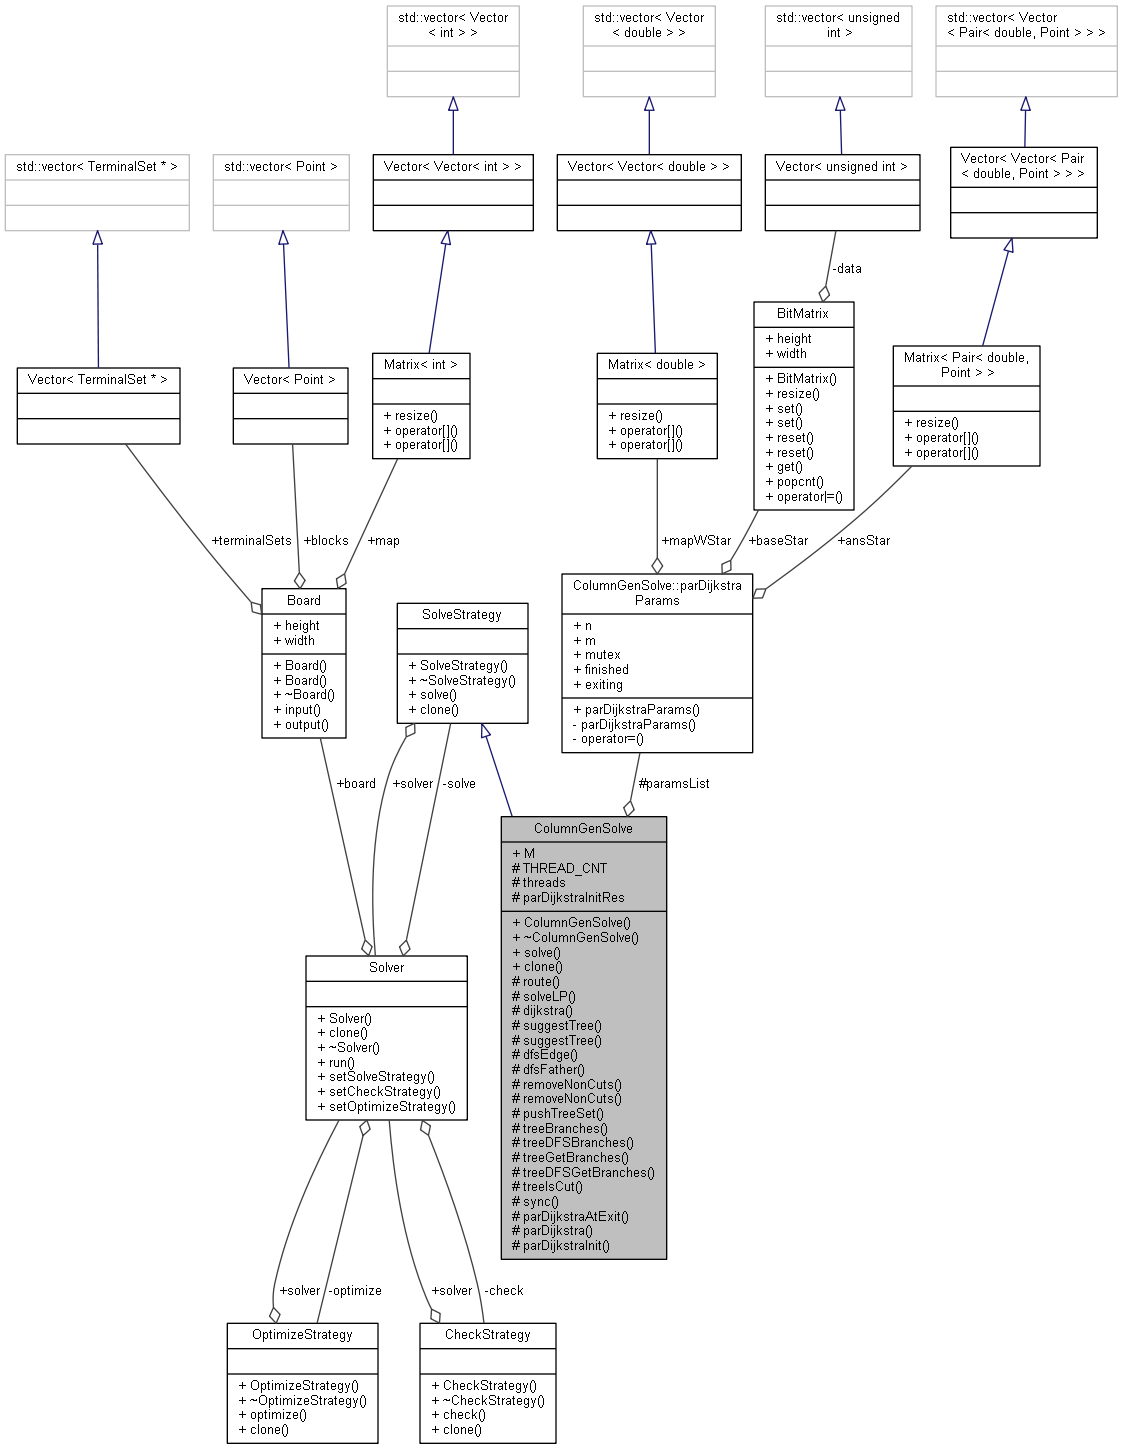 std::vector< Vector
< int > >
std::vector< Vector
< double > >
std::vector< unsigned
int >
std::vector< Vector
< Pair< double, Point > > >
std::vector< TerminalSet * >
std::vector< Point >
Vector< Vector< int > >
Vector< Vector< double > >
Vector< unsigned int >
Vector< Vector< Pair
< double, Point > > >
-data
Vector< TerminalSet * >
Vector< Point >
Matrix< int >
+ resize()
+ operator[]()
+ operator[]()
Matrix< double >
+ resize()
+ operator[]()
+ operator[]()
BitMatrix
+ height
+ width
+ BitMatrix()
+ resize()
+ set()
+ set()
+ reset()
+ reset()
+ get()
+ popcnt()
+ operator|=()
Matrix< Pair< double,
Point > >
+ resize()
+ operator[]()
+ operator[]()
+terminalSets
+blocks
+map
+mapWStar
+baseStar
+ansStar
Board
+ height
+ width
+ Board()
+ Board()
+ ~Board()
+ input()
+ output()
SolveStrategy
+ SolveStrategy()
+ ~SolveStrategy()
+ solve()
+ clone()
ColumnGenSolve::parDijkstra
Params
+ n
+ m
+ mutex
+ finished
+ exiting
+ parDijkstraParams()
- parDijkstraParams()
- operator=()
+board
+solver
-solve
#paramsList
ColumnGenSolve
+ M
# THREAD_CNT
# threads
# parDijkstraInitRes
+ ColumnGenSolve()
+ ~ColumnGenSolve()
+ solve()
+ clone()
# route()
# solveLP()
# dijkstra()
# suggestTree()
# suggestTree()
# dfsEdge()
# dfsFather()
# removeNonCuts()
# removeNonCuts()
# pushTreeSet()
# treeBranches()
# treeDFSBranches()
# treeGetBranches()
# treeDFSGetBranches()
# treeIsCut()
# sync()
# parDijkstraAtExit()
# parDijkstra()
# parDijkstraInit()
Solver
+ Solver()
+ clone()
+ ~Solver()
+ run()
+ setSolveStrategy()
+ setCheckStrategy()
+ setOptimizeStrategy()
+solver
-optimize
+solver
-check
OptimizeStrategy
+ OptimizeStrategy()
+ ~OptimizeStrategy()
+ optimize()
+ clone()
CheckStrategy
+ CheckStrategy()
+ ~CheckStrategy()
+ check()
+ clone()